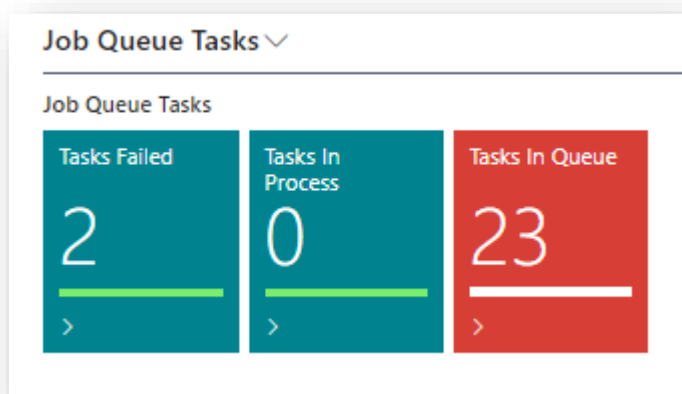 Job Queue Tasks
Job Queue Tasks
Tasks Failed
2
Tasks In
Process
0
Tasks In Queue
23